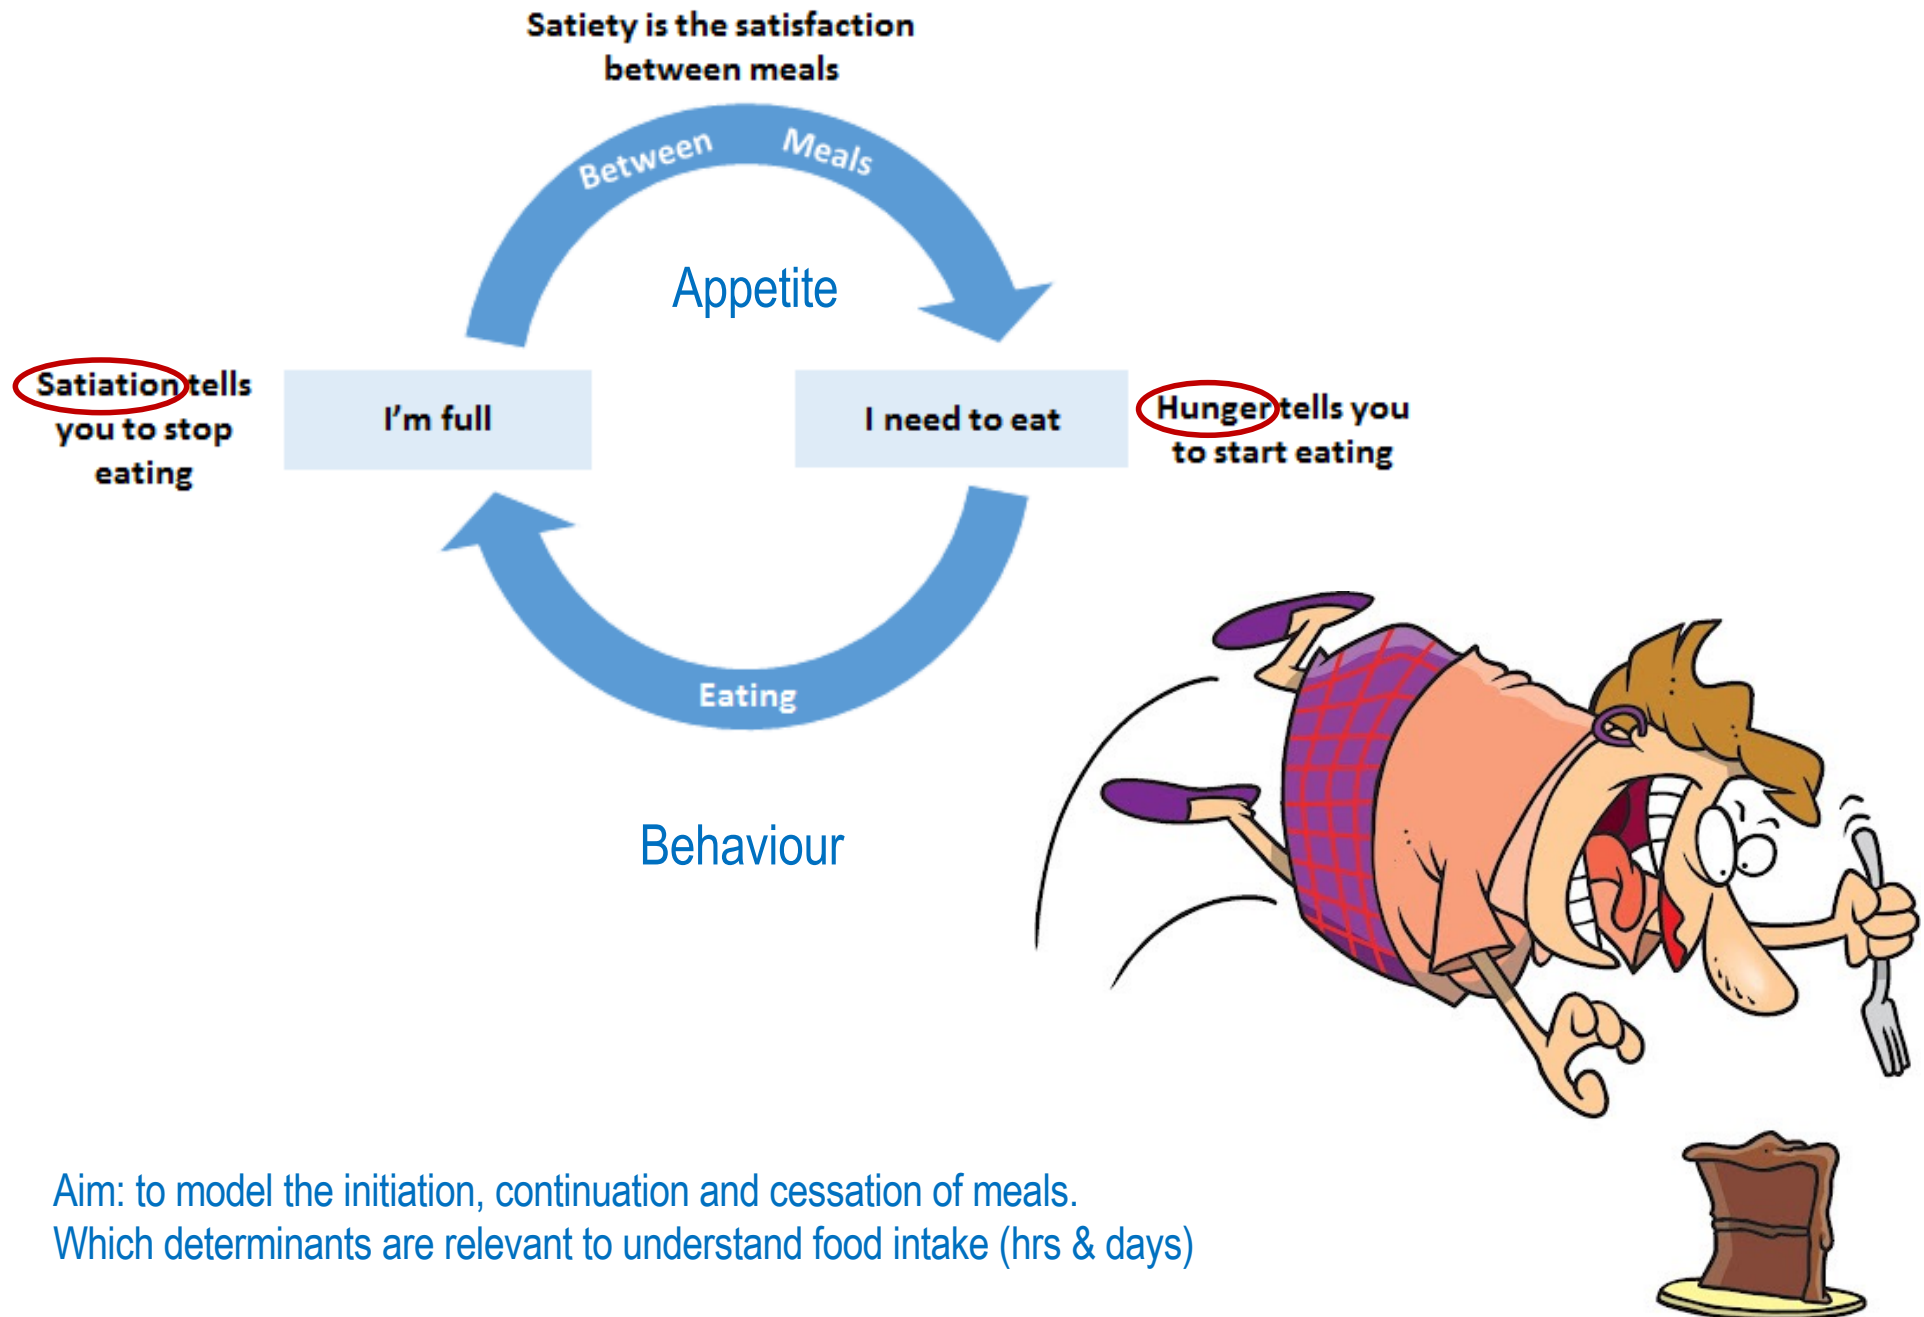 Satiety is the satisfaction
between meals
Between Meals
Appetite
Satiation tells
you to stop
eating
I'm full
I need to eat
Hunger tells you
to start eating
Eating
Behaviour
Aim: to model the initiation, continuation and cessation of meals.
Which determinants are relevant to understand food intake (hrs & days)